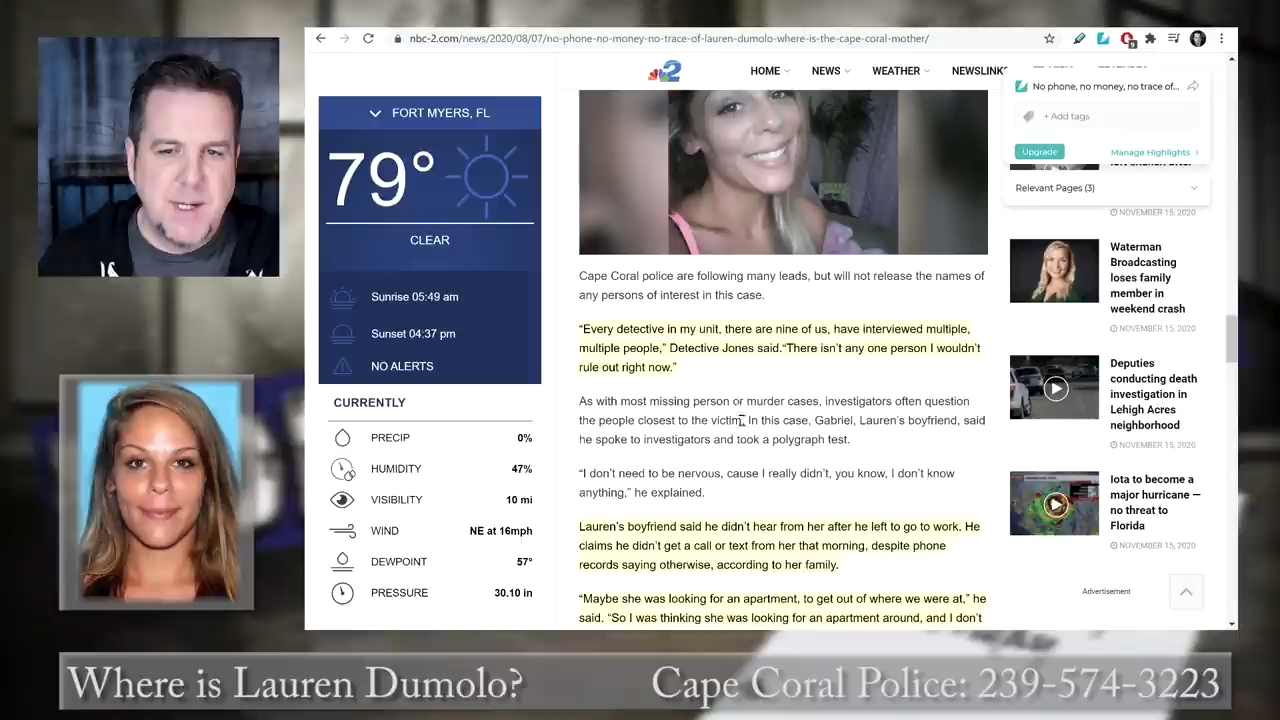 nbc-2.com/news/2020/08/07/no-phone-no-money-no-trace-of-lauren-dumolo-where-is-the-cape-coral-mother/
2
HOME
NEWS
WEATHER
NEWSLINKS
No phone, no money, no trace of...
+ Add tags
Upgrade
Manage Highlights
Relevant Pages (3)
FORT MYERS, FL
79°
CLEAR
Sunrise 05:49 am
Sunset 04:37 pm
NO ALERTS
CURRENTLY
PRECIP 0%
HUMIDITY 47%
VISIBILITY 10 mi
WIND NE at 16mph
DEWPOINT 57°
PRESSURE 30.10 in
Cape Coral police are following many leads, but will not release the names of
any persons of interest in this case.
“Every detective in my unit, there are nine of us, have interviewed multiple,
multiple people,” Detective Jones said.“There isn’t any one person I wouldn’t
rule out right now.”
As with most missing person or murder cases, investigators often question
the people closest to the victim. In this case, Gabriel, Lauren’s boyfriend, said
he spoke to investigators and took a polygraph test.
“I don’t need to be nervous, cause I really didn’t, you know, I don’t know
anything,” he explained.
Lauren’s boyfriend said he didn’t hear from her after he left to go to work. He
claims he didn’t get a call or text from her that morning, despite phone
records saying otherwise, according to her family.
“Maybe she was looking for an apartment, to get out of where we were at,” he
said. “So I was thinking she was looking for an apartment around, and I don’t
NOVEMBER 15, 2020
Waterman
Broadcasting
loses family
member in
weekend crash
NOVEMBER 15, 2020
Deputies
conducting death
investigation in
Lehigh Acres
neighborhood
NOVEMBER 15, 2020
Iota to become a
major hurricane —
no threat to
Florida
NOVEMBER 15, 2020
Advertisement
Where is Lauren Dumolo? Cape Coral Police: 239-574-3223